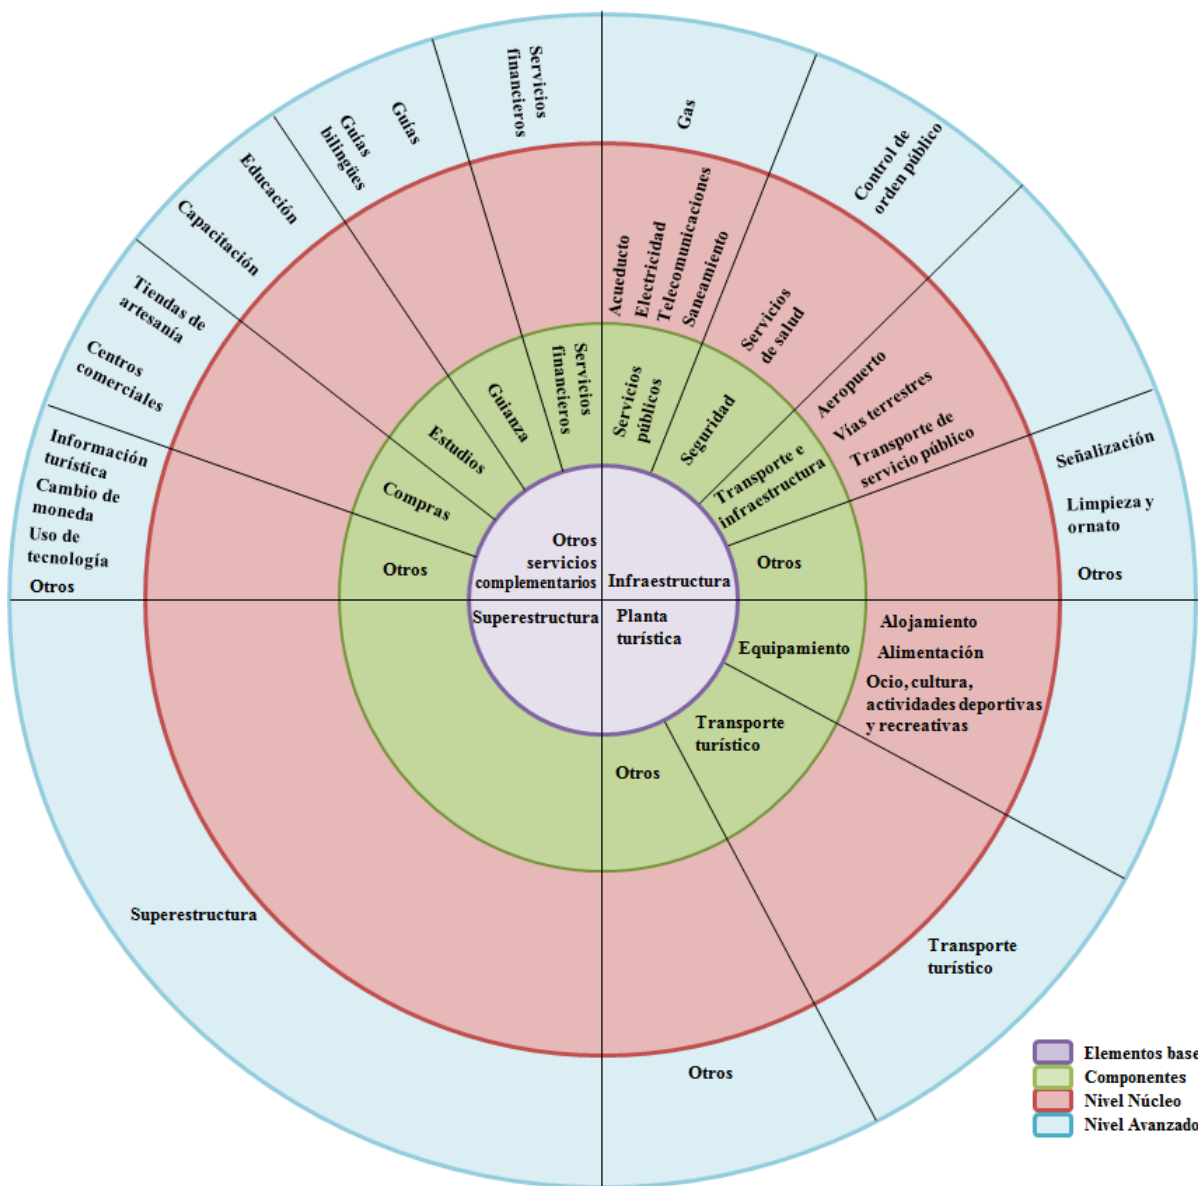 Servicios
financieros
Gas
Control de
orden público
Guías
Guías
bilingües
Educación
Capacitación
Tiendas de
artesanía
Centros
comerciales
Información
turística
Cambio de
moneda
Uso de
tecnología
Otros
Acueducto
Electricidad
Telecomunicaciones
Saneamiento
Servicios
de salud
Aeropuerto
Vías terrestres
Transporte de
servicio público
Señalización
Limpieza y
ornato
Otros
Servicios
financieros
Guianza
Estudios
Compras
Otros
Servicios
públicos
Seguridad
Transporte e
infraestructura
Otros
Otros
servicios
complementarios
Infraestructura
Superestructura
Planta
turística
Equipamiento
Transporte
turístico
Otros
Alojamiento
Alimentación
Ocio, cultura,
actividades deportivas
y recreativas
Superestructura
Transporte
turístico
Otros
Elementos base
Componentes
Nivel Núcleo
Nivel Avanzado